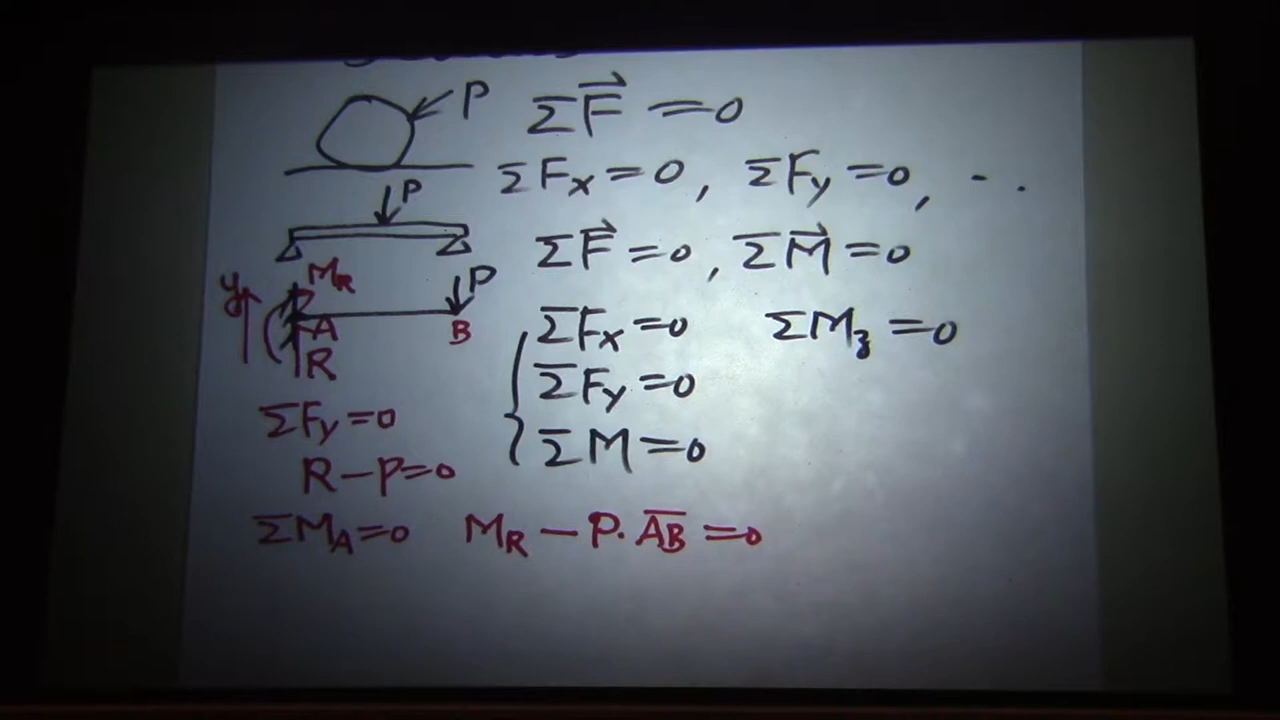 P ΣF⃗ = 0
ΣFx = 0, ΣFy = 0, - .
P
ΣF⃗ = 0, ΣM⃗ = 0
y MR P
A B
ΣFx = 0 ΣMz = 0
R
ΣFy = 0
ΣFy = 0
ΣM = 0
R - P = 0
ΣMA = 0 MR - P. A̅B̅ = 0